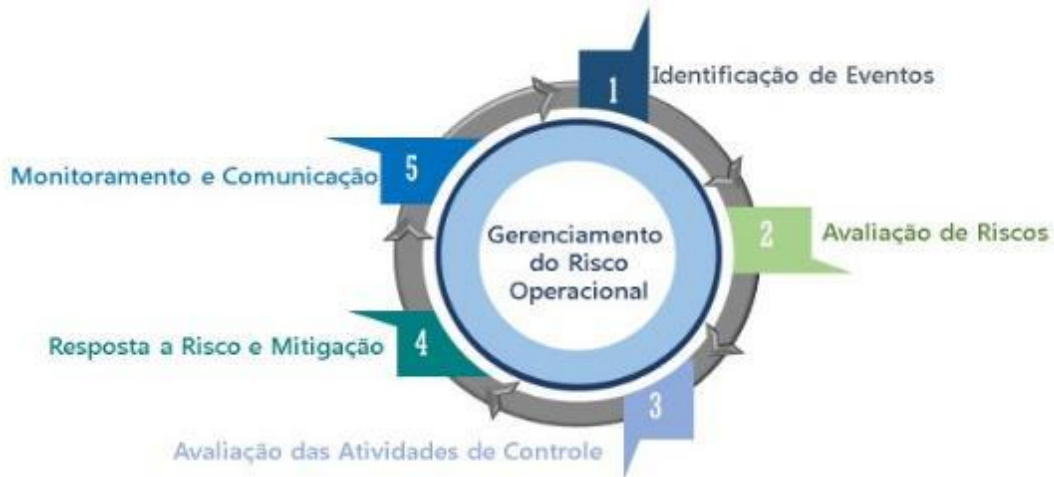 1
Identificação de Eventos
2
Avaliação de Riscos
3
Avaliação das Atividades de Controle
4
Resposta a Risco e Mitigação
5
Monitoramento e Comunicação
Gerenciamento
do Risco
Operacional